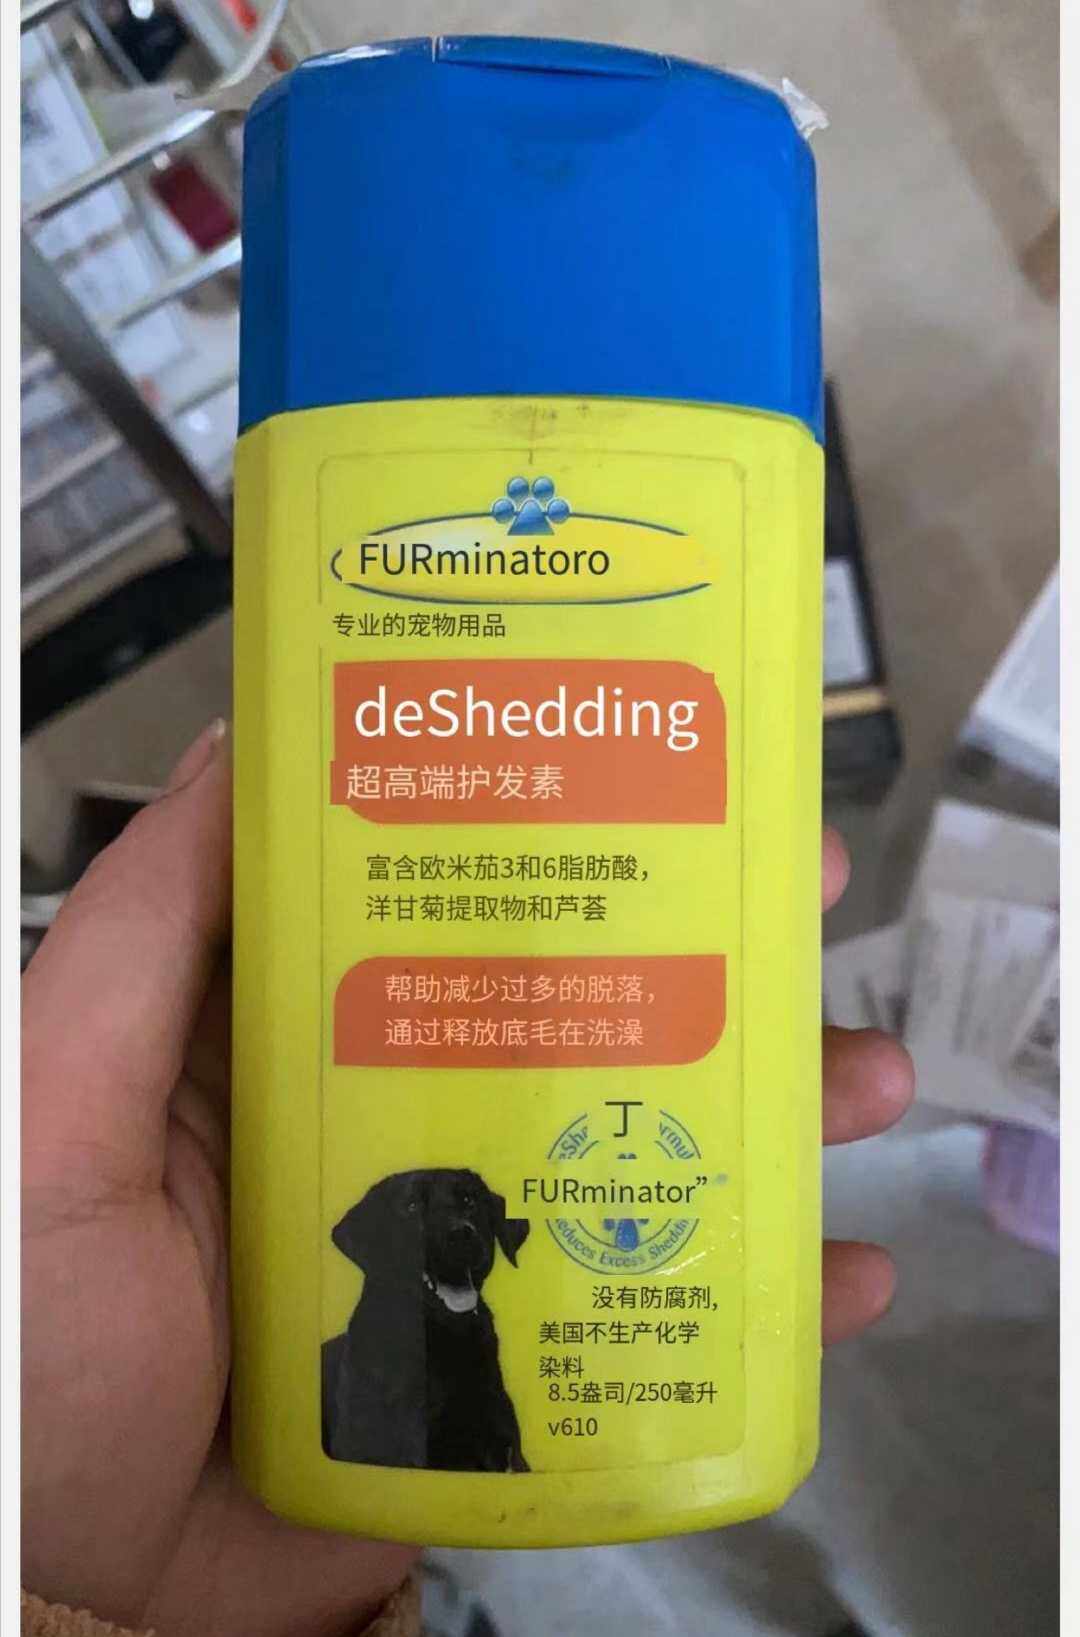 FURminatoro
专业的宠物用品
deShedding
超高端护发素
富含欧米茄3和6脂肪酸，
洋甘菊提取物和芦荟
帮助减少过多的脱落，
通过释放底毛在洗澡
丁
FURminator”
educes Excess Sheddin
没有防腐剂，
美国不生产化学
染料
8.5盎司/250毫升
v610